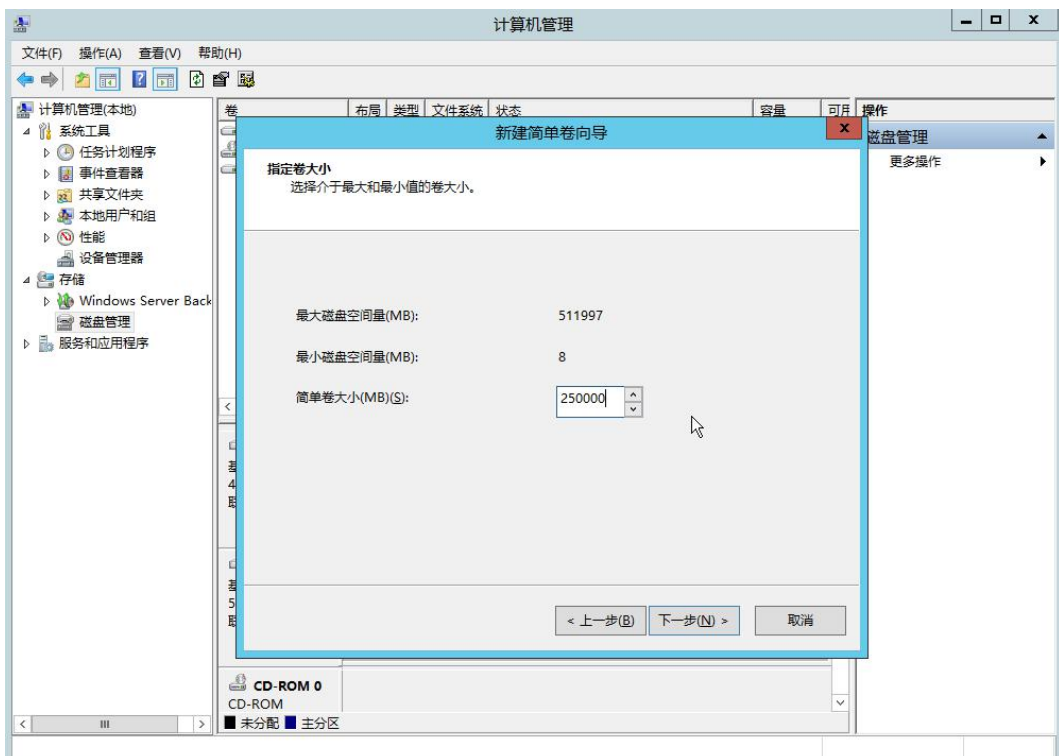 计算机管理
文件(F) 操作(A) 查看(V) 帮助(H)
计算机管理(本地)
系统工具
任务计划程序
事件查看器
共享文件夹
本地用户和组
性能
设备管理器
存储
Windows Server Back
磁盘管理
服务和应用程序
卷 布局 类型 文件系统 状态 容量
操作
磁盘管理
更多操作
新建简单卷向导
x
指定卷大小
选择介于最大和最小值的卷大小。
最大磁盘空间量(MB): 511997
最小磁盘空间量(MB): 8
简单卷大小(MB)(S): 250000
< 上一步(B) 下一步(N) > 取消
基
4
联
基
5
联
CD-ROM 0
CD-ROM
未分配 主分区